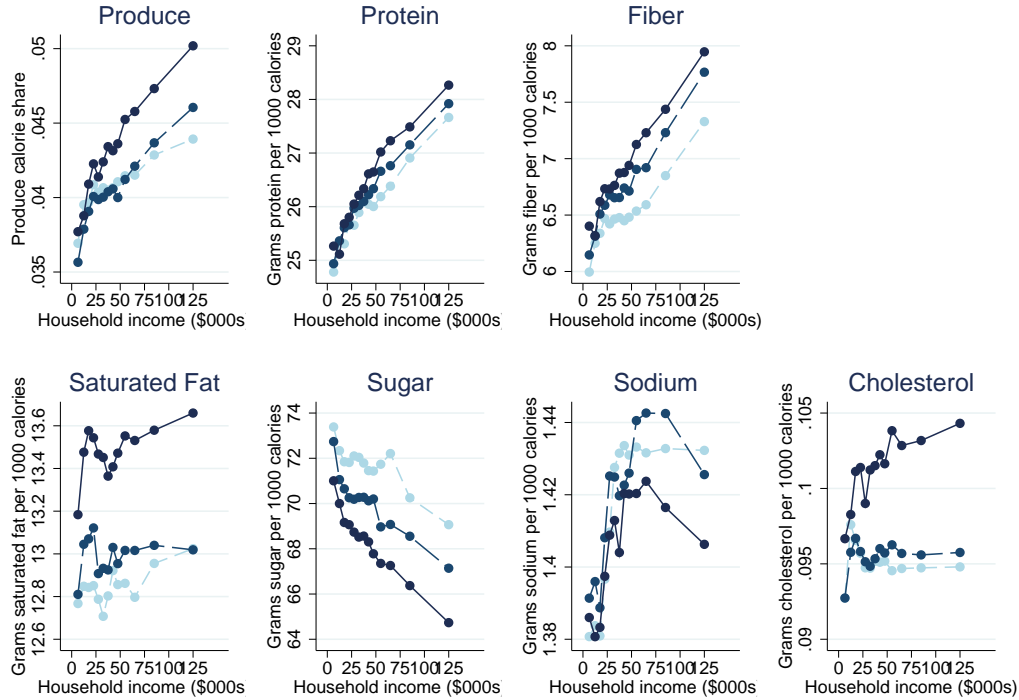 Produce
Produce calorie share
.05
.045
.04
.035
0 25 50 75 100 125
Household income ($000s
Protein
Grams protein per 1000 calories
29
28
27
26
25
0 25 50 75 100 125
Household income ($000s
Fiber
Grams fiber per 1000 calories
8
7.5
7
6.5
6
0 25 50 75 100 125
Household income ($000s)
Saturated Fat
Grams saturated fat per 1000 calories
13.6
13.4
13.2
13
12.8
12.6
0 25 50 75 100 125
Household income ($000s
Sugar
Grams sugar per 1000 calories
74
72
70
68
66
64
0 25 50 75 100 125
Household income ($000s
Sodium
Grams sodium per 1000 calories
1.44
1.42
1.4
1.38
0 25 50 75 100 125
Household income ($000s
Cholesterol
Grams cholesterol per 1000 calories
.105
.1
.095
.09
0 25 50 75 100 125
Household income ($000s)